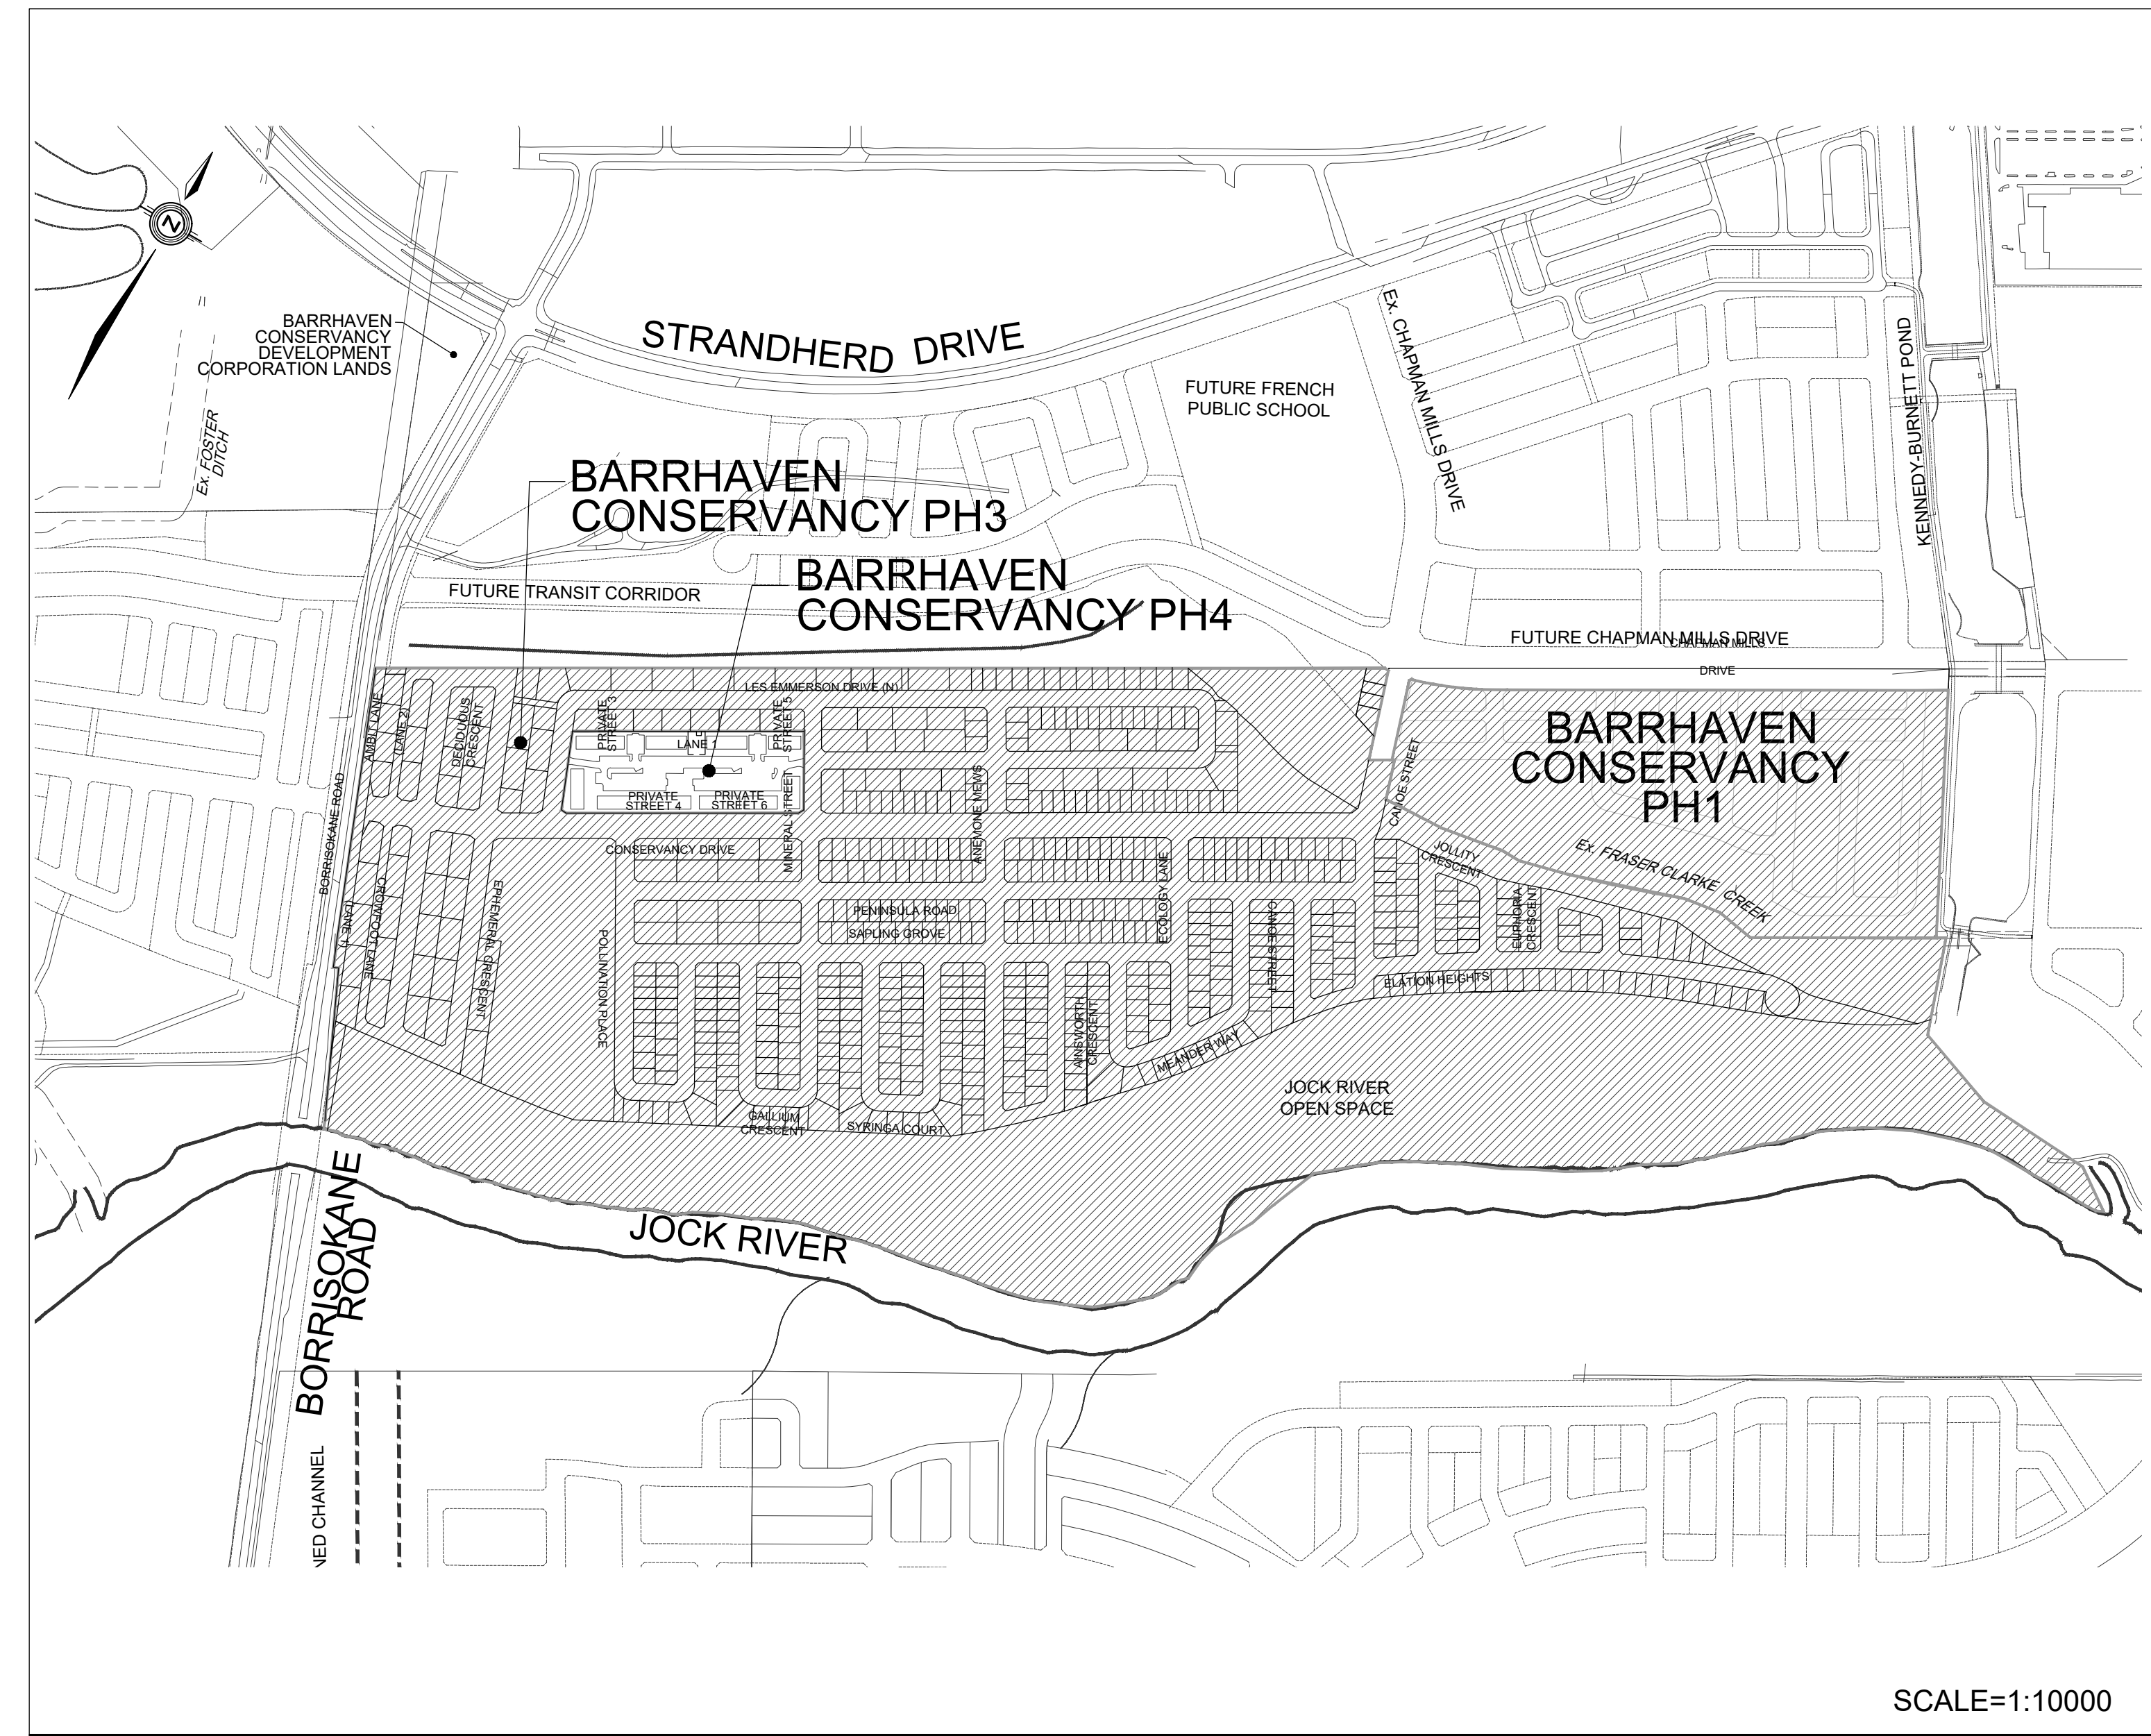 N
BARRHAVEN
CONSERVANCY
DEVELOPMENT
CORPORATION LANDS
Ex. FOSTER
DITCH
STRANDHERD DRIVE
FUTURE FRENCH
PUBLIC SCHOOL
Ex. CHAPMAN MILLS DRIVE
KENNEDY-BURNETT POND
BARRHAVEN
CONSERVANCY PH3
BARRHAVEN
CONSERVANCY PH4
FUTURE TRANSIT CORRIDOR
FUTURE CHAPMAN MILLS DRIVE
CHAPMAN MILLS
DRIVE
LES EMMERSON DRIVE (N)
AMBIT LANE
(LANE 2)
DECIDUOUS
CRESCENT
PRIVATE
STREET 3
LANE 1
PRIVATE
STREET 5
PRIVATE
STREET 4
PRIVATE
STREET 6
MINERAL STREET
ANEMONE MEWS
CANOE STREET
BARRHAVEN
CONSERVANCY
PH1
Ex. FRASER CLARKE CREEK
BORRISOKANE ROAD
CONSERVANCY DRIVE
JOLLITY
CRESCENT
EUPHORIA
CRESCENT
(LANE 1)
CROWFOOT LANE
EPHEMERAL CRESCENT
POLLINATION PLACE
PENINSULA ROAD
SAPLING GROVE
ECOLOGY LANE
CANOE STREET
ELATION HEIGHTS
AINSWORTH
CRESCENT
MEANDER WAY
GALLIUM
CRESCENT
SYRINGA COURT
JOCK RIVER
OPEN SPACE
JOCK RIVER
BORRISOKANE
ROAD
NED CHANNEL
SCALE=1:10000